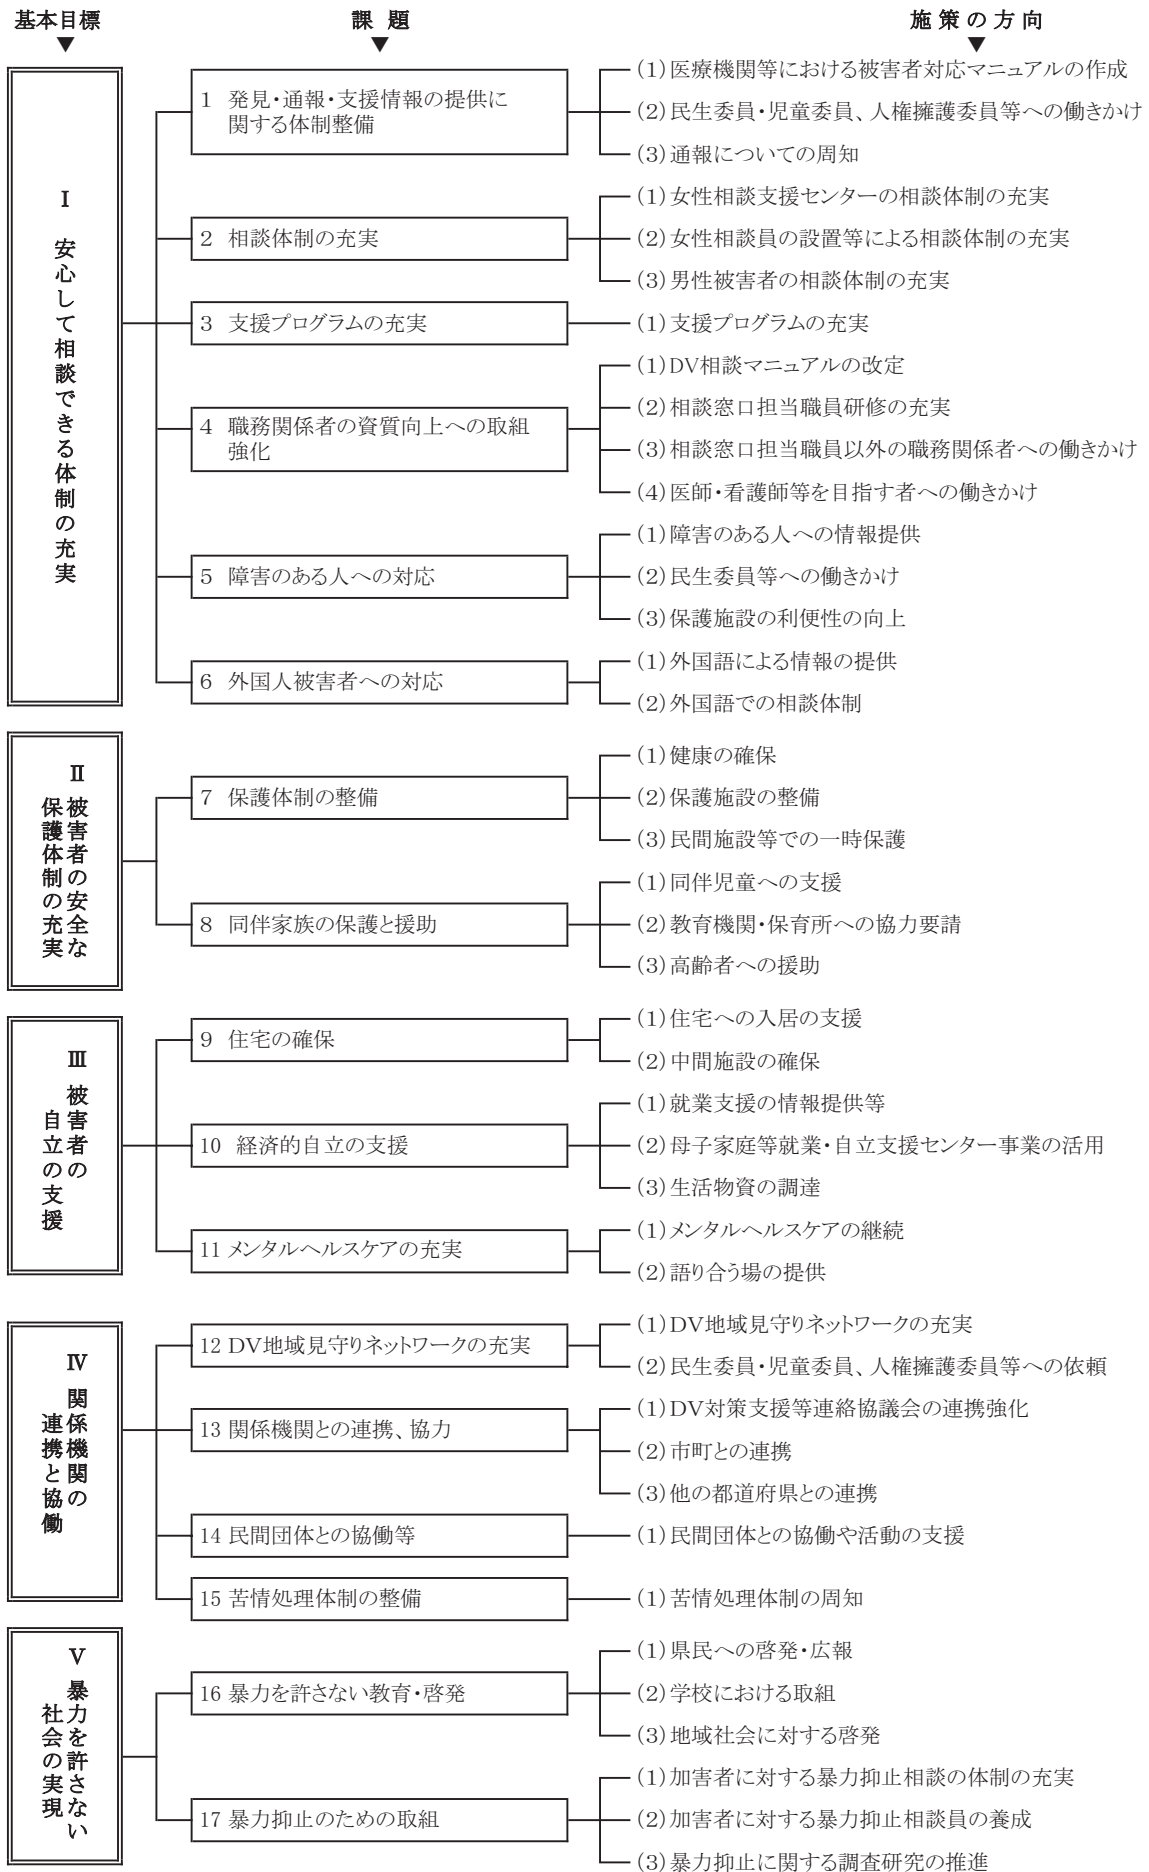 基本目標
課 題
施 策 の 方 向
▼
▼
▼
Ⅰ 安心して相談できる体制の充実
1 発見・通報・支援情報の提供に
関する体制整備
(1)医療機関等における被害者対応マニュアルの作成
(2)民生委員・児童委員、人権擁護委員等への働きかけ
(3)通報についての周知
2 相談体制の充実
(1)女性相談支援センターの相談体制の充実
(2)女性相談員の設置等による相談体制の充実
(3)男性被害者の相談体制の充実
3 支援プログラムの充実
(1)支援プログラムの充実
4 職務関係者の資質向上への取組
強化
(1)DV相談マニュアルの改定
(2)相談窓口担当職員研修の充実
(3)相談窓口担当職員以外の職務関係者への働きかけ
(4)医師・看護師等を目指す者への働きかけ
5 障害のある人への対応
(1)障害のある人への情報提供
(2)民生委員等への働きかけ
(3)保護施設の利便性の向上
6 外国人被害者への対応
(1)外国語による情報の提供
(2)外国語での相談体制
Ⅱ 被害者の安全な
保護体制の充実
7 保護体制の整備
(1)健康の確保
(2)保護施設の整備
(3)民間施設等での一時保護
8 同伴家族の保護と援助
(1)同伴児童への支援
(2)教育機関・保育所への協力要請
(3)高齢者への援助
Ⅲ 被害者の
自立の支援
9 住宅の確保
(1)住宅への入居の支援
(2)中間施設の確保
10 経済的自立の支援
(1)就業支援の情報提供等
(2)母子家庭等就業・自立支援センター事業の活用
(3)生活物資の調達
11 メンタルヘルスケアの充実
(1)メンタルヘルスケアの継続
(2)語り合う場の提供
Ⅳ 関係機関の
連携と協働
12 DV地域見守りネットワークの充実
(1)DV地域見守りネットワークの充実
(2)民生委員・児童委員、人権擁護委員等への依頼
13 関係機関との連携、協力
(1)DV対策支援等連絡協議会の連携強化
(2)市町との連携
(3)他の都道府県との連携
14 民間団体との協働等
(1)民間団体との協働や活動の支援
15 苦情処理体制の整備
(1)苦情処理体制の周知
Ⅴ 暴力を許さない
社会の実現
16 暴力を許さない教育・啓発
(1)県民への啓発・広報
(2)学校における取組
(3)地域社会に対する啓発
17 暴力抑止のための取組
(1)加害者に対する暴力抑止相談の体制の充実
(2)加害者に対する暴力抑止相談員の養成
(3)暴力抑止に関する調査研究の推進